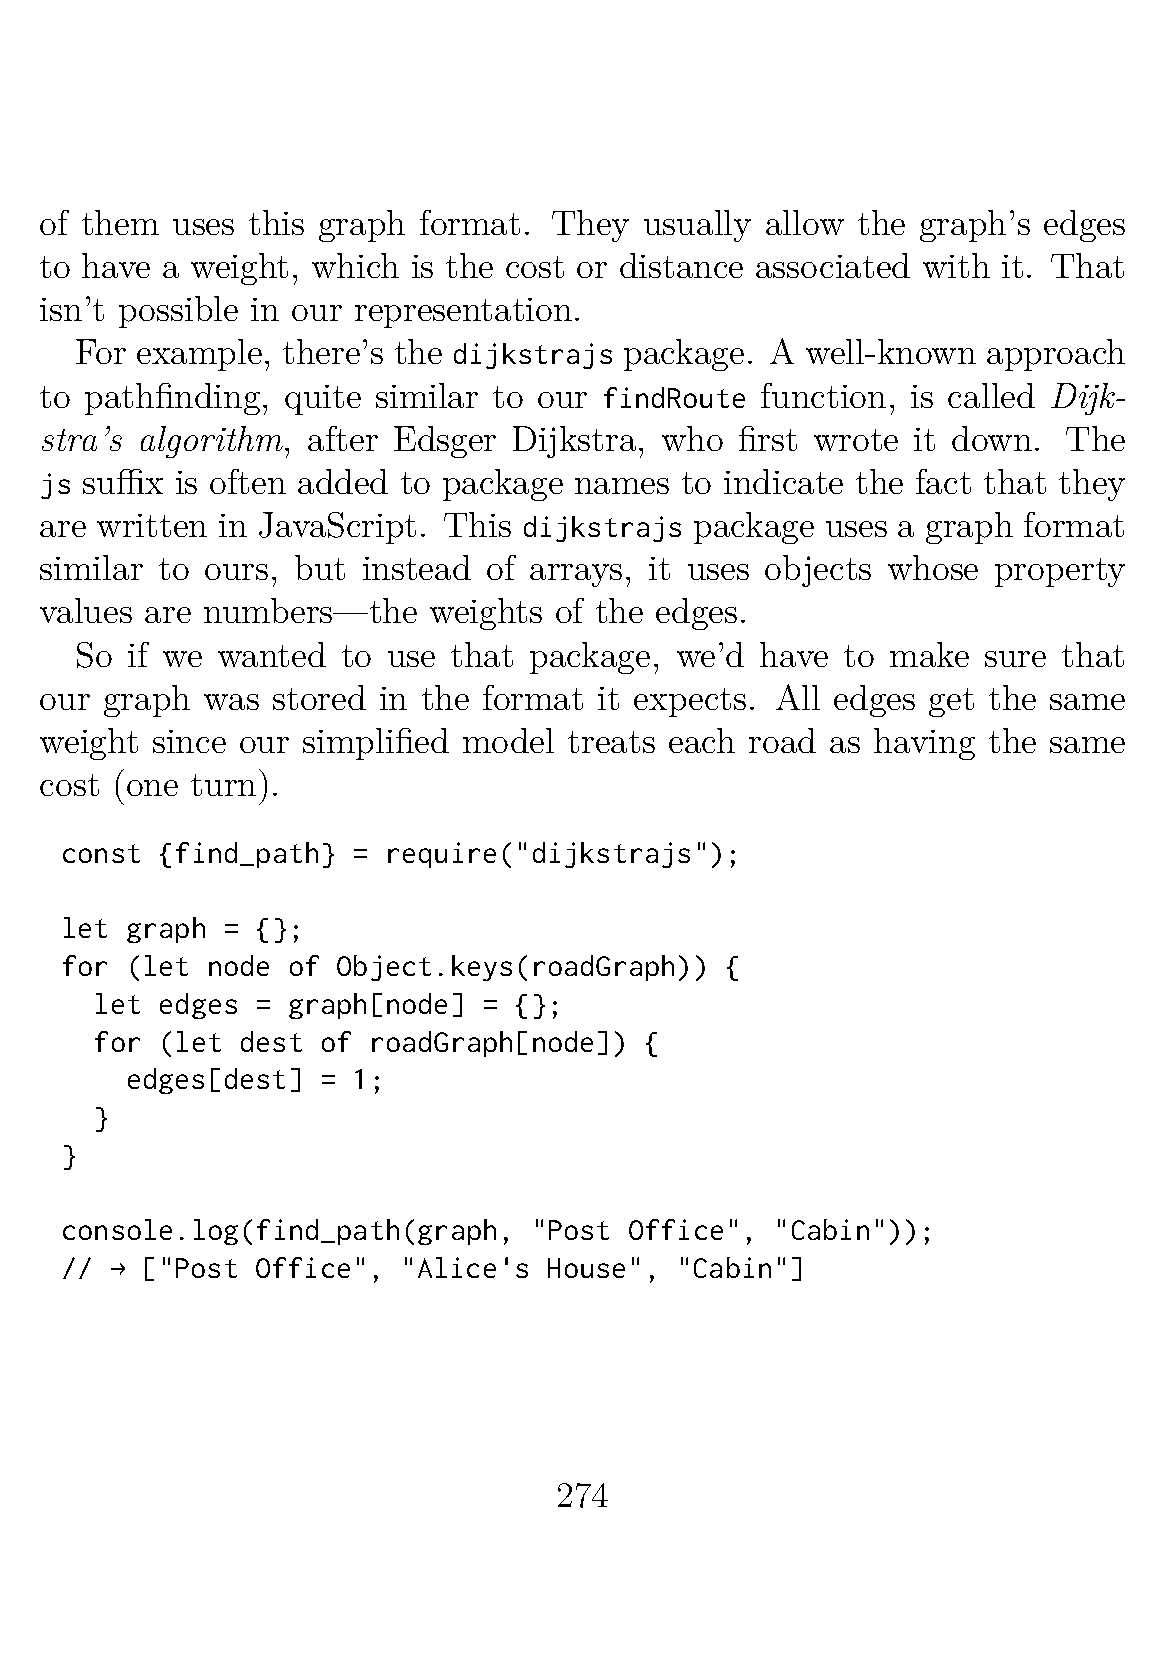 of them uses this graph format. They usually allow the graph’s edges
to have a weight, which is the cost or distance associated with it. That
isn’t possible in our representation.
For example, there’s the dijkstrajs package. A well-known approach
to pathfinding, quite similar to our findRoute function, is called Dijk-
stra’s algorithm, after Edsger Dijkstra, who first wrote it down. The
js suffix is often added to package names to indicate the fact that they
are written in JavaScript. This dijkstrajs package uses a graph format
similar to ours, but instead of arrays, it uses objects whose property
values are numbers—the weights of the edges.
So if we wanted to use that package, we’d have to make sure that
our graph was stored in the format it expects. All edges get the same
weight since our simplified model treats each road as having the same
cost (one turn).
const {find_path} = require("dijkstrajs");
let graph = {};
for (let node of Object.keys(roadGraph)) {
  let edges = graph[node] = {};
  for (let dest of roadGraph[node]) {
    edges[dest] = 1;
  }
}
console.log(find_path(graph, "Post Office", "Cabin"));
// → ["Post Office", "Alice's House", "Cabin"]
274